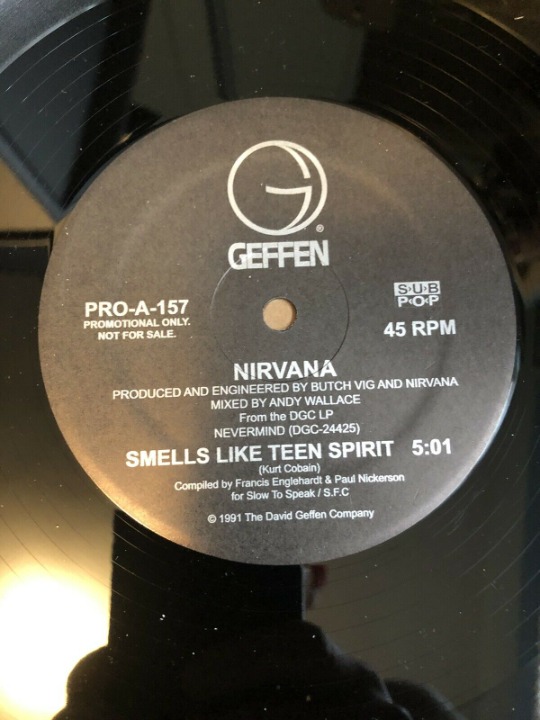 G
®
GEFFEN
PRO-A-157
PROMOTIONAL ONLY.
NOT FOR SALE.
SUB
POP
45 RPM
NIRVANA
PRODUCED AND ENGINEERED BY BUTCH VIG AND NIRVANA
MIXED BY ANDY WALLACE
From the DGC LP
NEVERMIND (DGC-24425)
SMELLS LIKE TEEN SPIRIT 5:01
(Kurt Cobain)
Compiled by Francis Englehardt & Paul Nickerson
for Slow To Speak / S.F.C
© 1991 The David Geffen Company